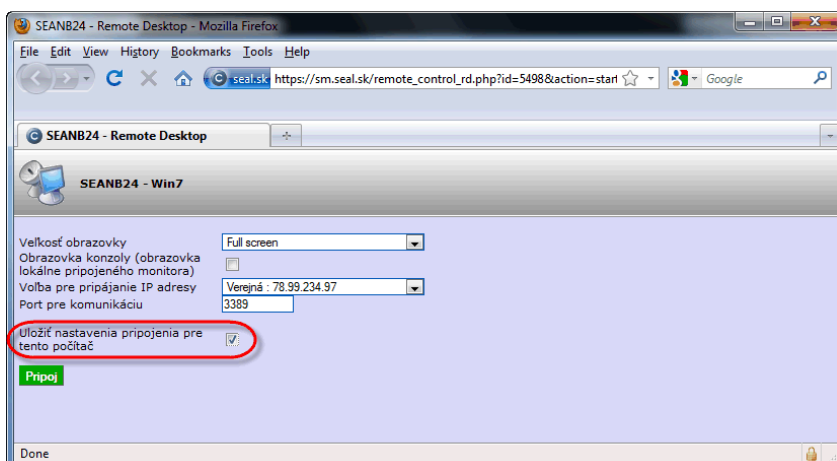 SEANB24 - Remote Desktop - Mozilla Firefox
File Edit View History Bookmarks Tools Help
seal.sk https://sm.seal.sk/remote_control_rd.php?id=5498&action=start
Google
SEANB24 - Remote Desktop
SEANB24 - Win7
Veľkosť obrazovky Full screen
Obrazovka konzoly (obrazovka
lokálne pripojeného monitora)
Voľba pre pripájanie IP adresy Verejná : 78.99.234.97
Port pre komunikáciu 3389
Uložiť nastavenia pripojenia pre
tento počítač
Pripoj
Done